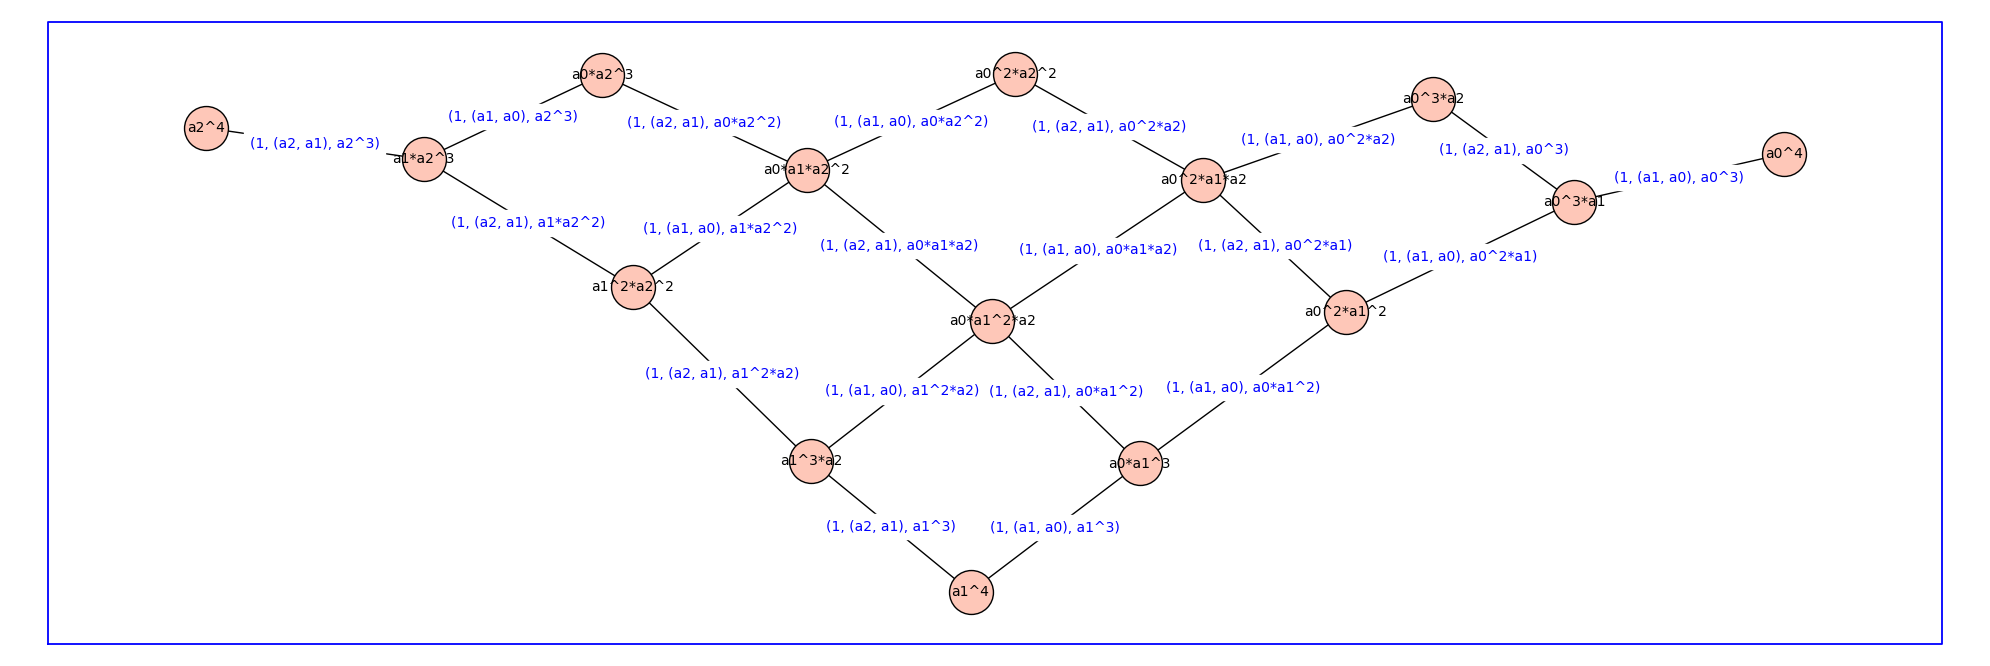 a0^2*a2^2
a0*a2^3
a0^3*a2
(1, (a1, a0), a2^3)
(1, (a2, a1), a0*a2^2)
(1, (a1, a0), a0*a2^2)
(1, (a2, a1), a0^2*a2)
a2^4
(1, (a1, a0), a0^2*a2)
(1, (a2, a1), a2^3)
(1, (a2, a1), a0^3)
a0^4
a1*a2^3
a0*a1*a2^2
(1, (a1, a0), a0^3)
a0^2*a1*a2
a0^3*a1
(1, (a2, a1), a1*a2^2)
(1, (a1, a0), a1*a2^2)
(1, (a2, a1), a0*a1*a2)
(1, (a1, a0), a0*a1*a2)
(1, (a2, a1), a0^2*a1)
(1, (a1, a0), a0^2*a1)
a1^2*a2^2
a0^2*a1^2
a0*a1^2*a2
(1, (a2, a1), a1^2*a2)
(1, (a1, a0), a1^2*a2)
(1, (a2, a1), a0*a1^2)
(1, (a1, a0), a0*a1^2)
a1^3*a2
a0*a1^3
(1, (a2, a1), a1^3)
(1, (a1, a0), a1^3)
a1^4